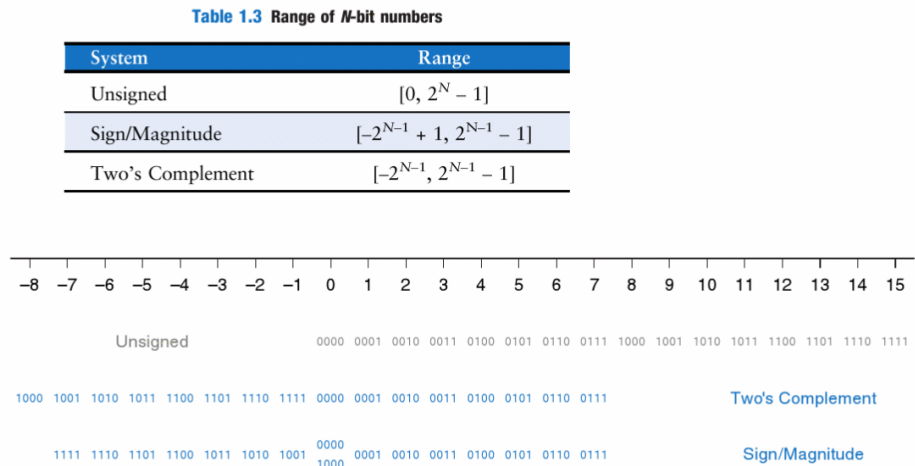 Table 1.3 Range of N-bit numbers
System Range
Unsigned [0, 2^N – 1]
Sign/Magnitude [–2^N–1 + 1, 2^N–1 – 1]
Two's Complement [–2^N–1, 2^N–1 – 1]
–8 –7 –6 –5 –4 –3 –2 –1 0 1 2 3 4 5 6 7 8 9 10 11 12 13 14 15
Unsigned 0000 0001 0010 0011 0100 0101 0110 0111 1000 1001 1010 1011 1100 1101 1110 1111
1000 1001 1010 1011 1100 1101 1110 1111 0000 0001 0010 0011 0100 0101 0110 0111 Two's Complement
0000
1111 1110 1101 1100 1011 1010 1001 0001 0010 0011 0100 0101 0110 0111 Sign/Magnitude
1000